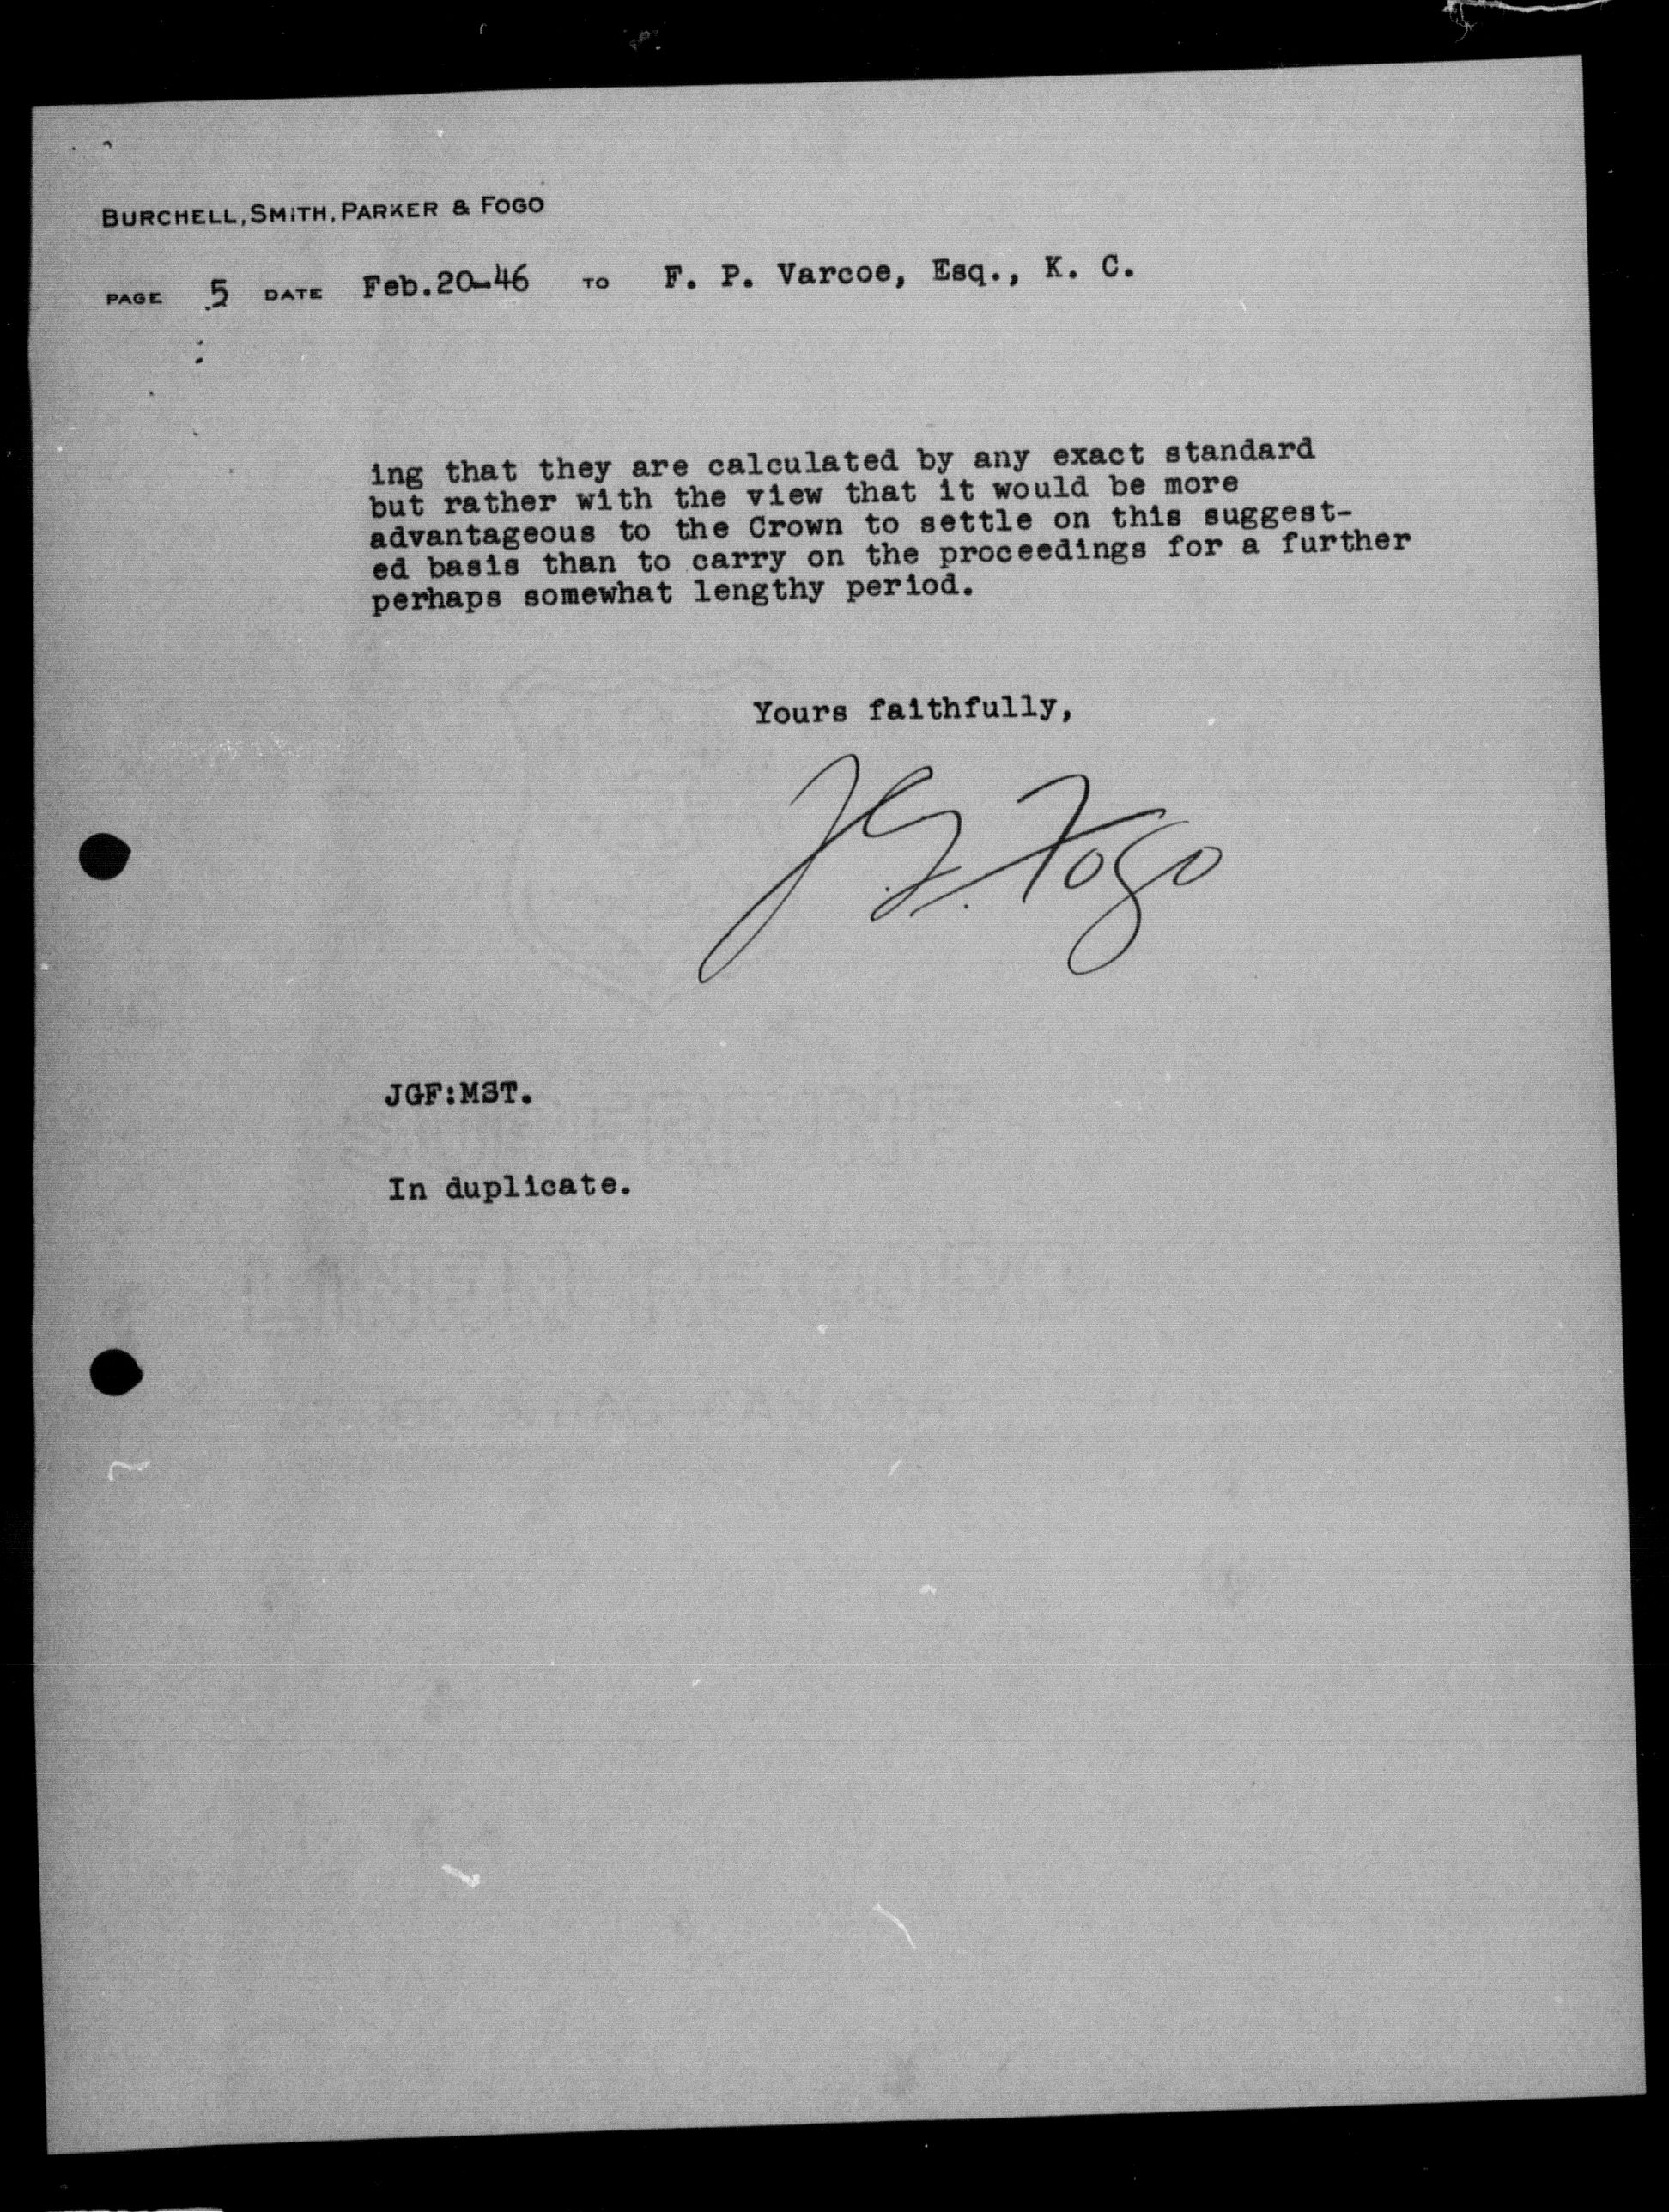 BURCHELL, SMITH, PARKER & FOGO
PAGE 5 DATE Feb.20-46 TO F. P. Varcoe, Esq., K. C.
ing that they are calculated by any exact standard
but rather with the view that it would be more
advantageous to the Crown to settle on this suggest-
ed basis than to carry on the proceedings for a further
perhaps somewhat lengthy period.
Yours faithfully,
J.G. Fogo
JGF:MST.
In duplicate.